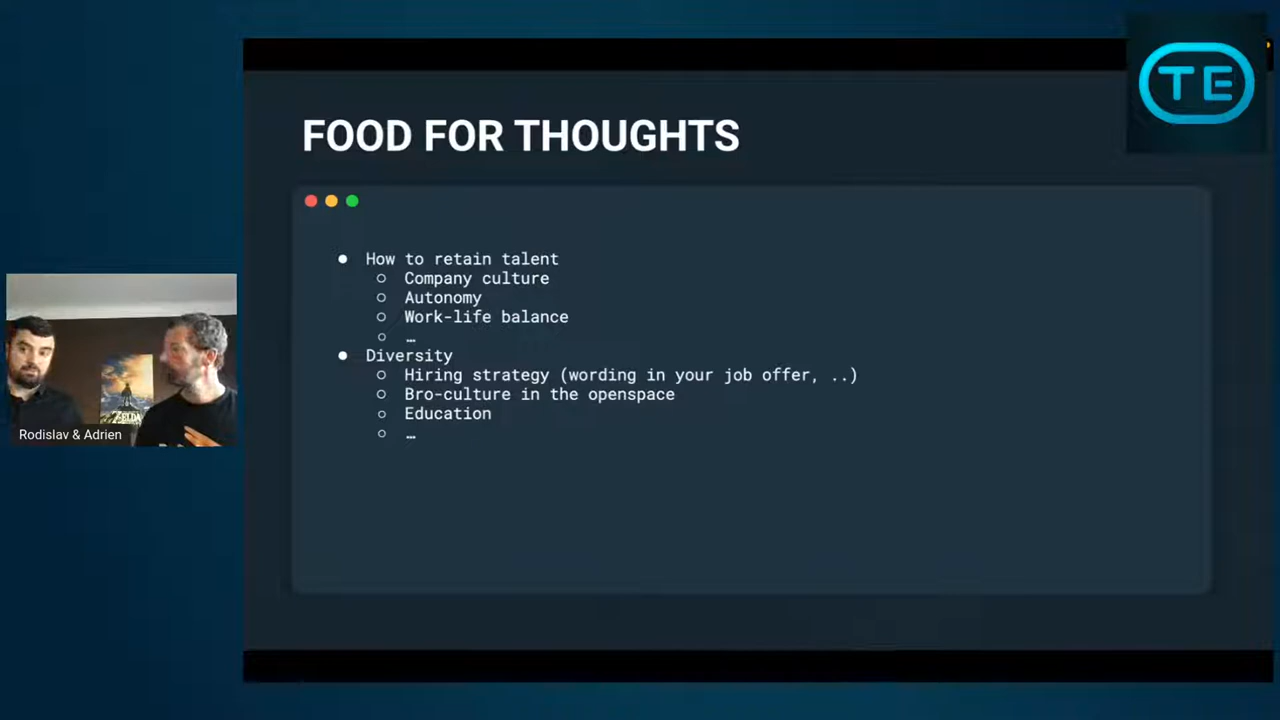 TE
FOOD FOR THOUGHTS
● How to retain talent
○ Company culture
○ Autonomy
○ Work-life balance
○ …
● Diversity
○ Hiring strategy (wording in your job offer, ..)
○ Bro-culture in the openspace
○ Education
○ …
ZELDA
Rodislav & Adrien